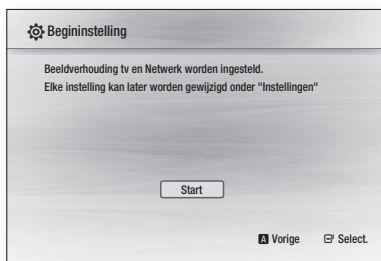 Begininstelling
Beeldverhouding tv en Netwerk worden ingesteld.
Elke instelling kan later worden gewijzigd onder "Instellingen"
Start
A Vorige Select.